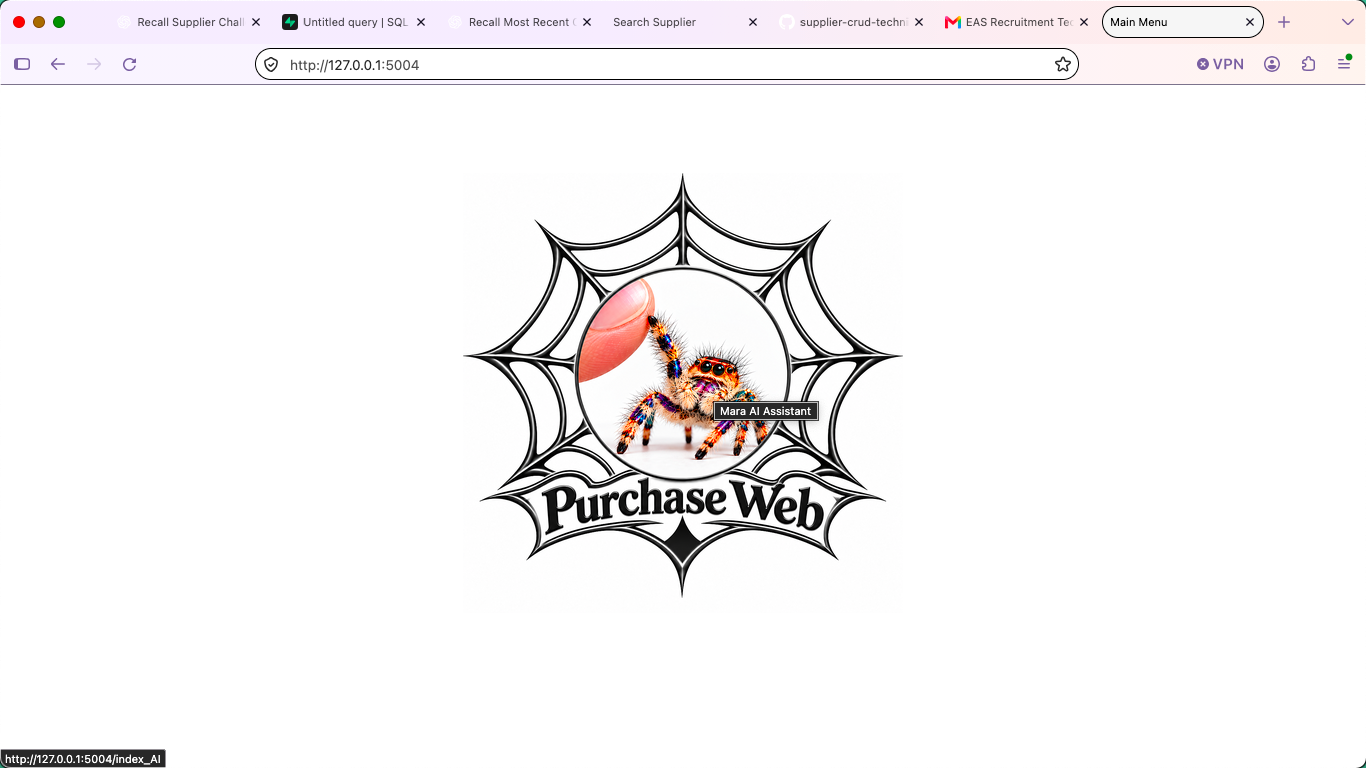 Recall Supplier Chall
Untitled query | SQL
Recall Most Recent C
Search Supplier
supplier-crud-techni
EAS Recruitment Tec
Main Menu
http://127.0.0.1:5004
VPN
Mara AI Assistant
Purchase Web
http://127.0.0.1:5004/index_AI